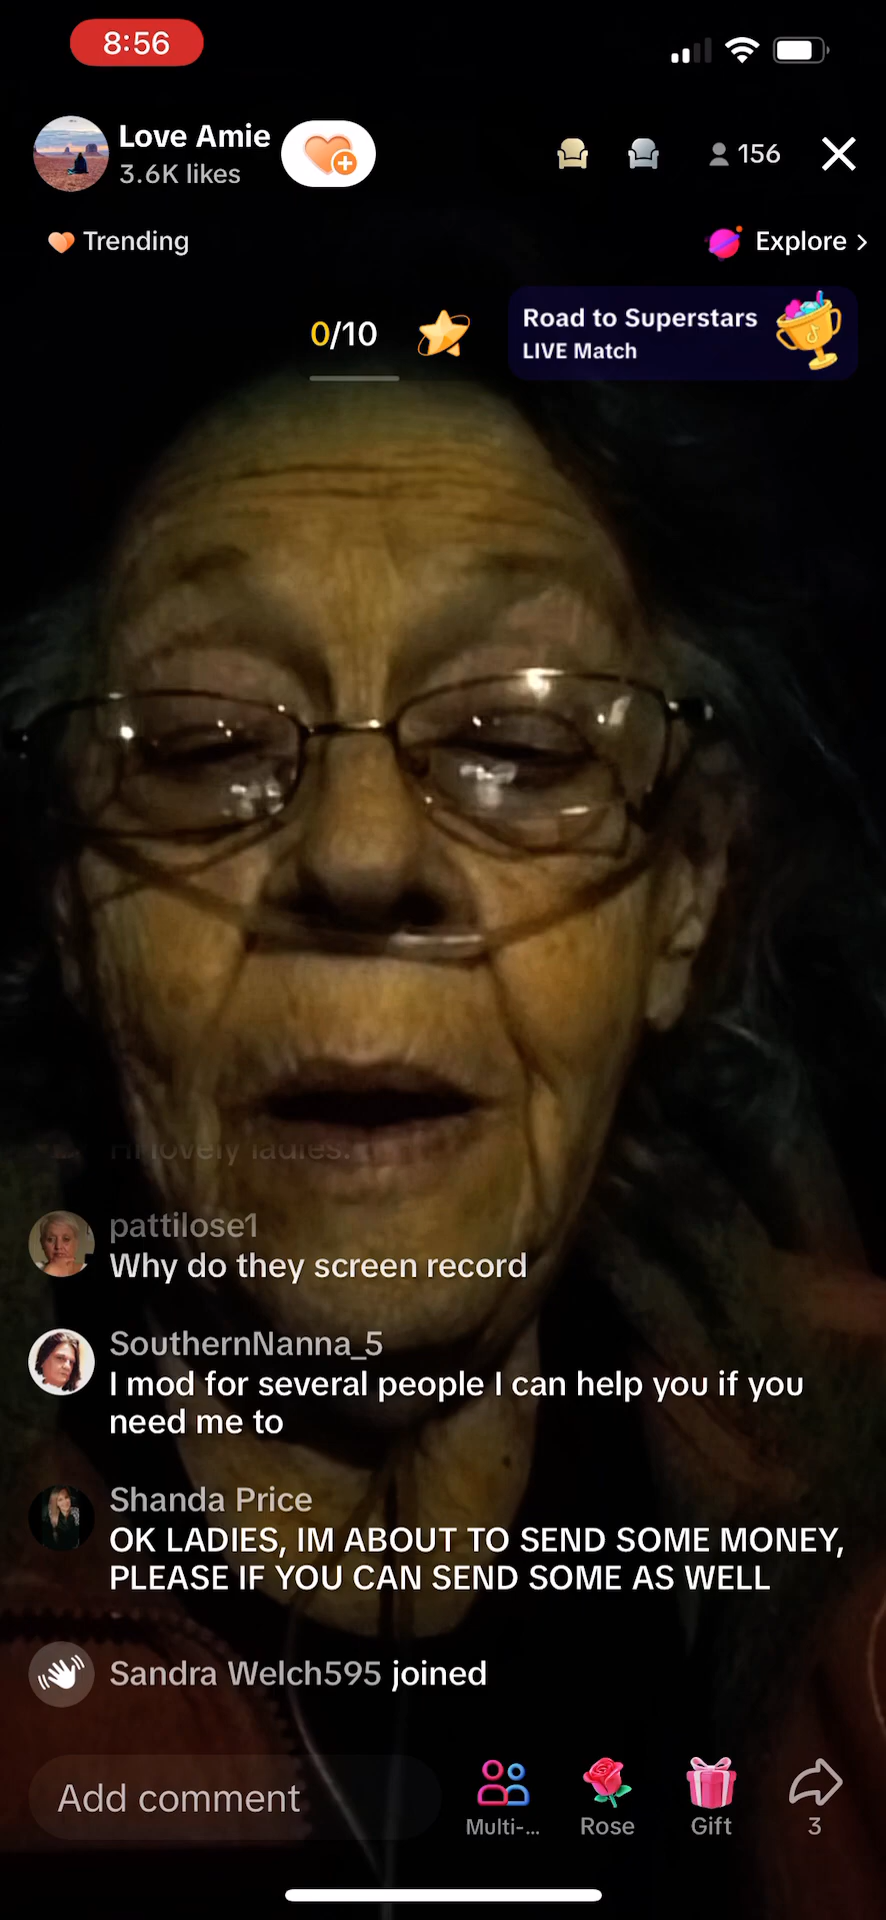 8:56
Love Amie
3.6K likes
156
Trending
Explore >
0/10
Road to Superstars
LIVE Match
Hi lovely ladies.
pattilose1
Why do they screen record
SouthernNanna_5
I mod for several people I can help you if you
need me to
Shanda Price
OK LADIES, IM ABOUT TO SEND SOME MONEY,
PLEASE IF YOU CAN SEND SOME AS WELL
Sandra Welch595 joined
Add comment
Multi-...
Rose
Gift
3